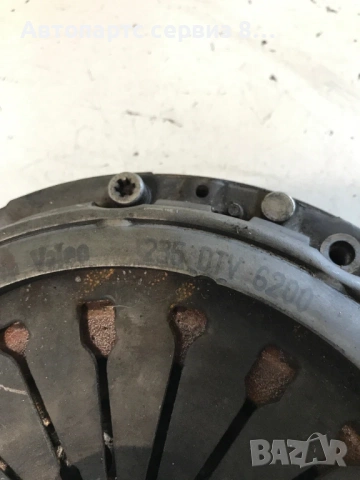 Автопартс сервиз 8...
Valeo 235 DTV 6200
BAZAR